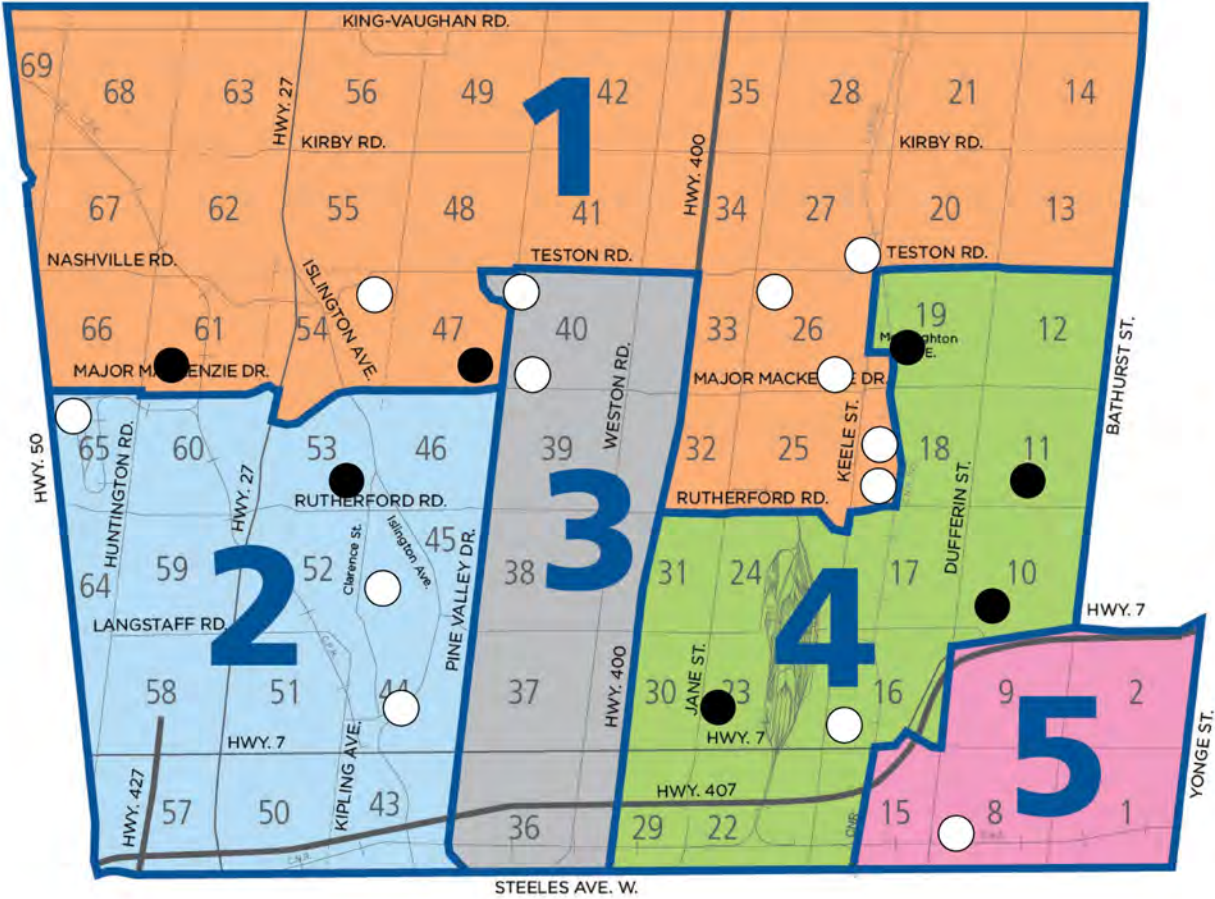 KING-VAUGHAN RD.
69
68
63
HWY. 27
56
49
1
42
35
28
21
14
KIRBY RD.
HWY. 400
KIRBY RD.
67
62
55
48
41
34
27
20
13
NASHVILLE RD.
TESTON RD.
TESTON RD.
ISLINGTON AVE.
66
61
54
47
40
33
26
19
12
E.
WESTON RD.
BATHURST ST.
MAJOR
DR.
MAJOR
DR.
HWY. 50
65
HUNTINGTON RD.
60
HWY. 27
53
46
39
32
25
KEELE ST.
18
DUFFERIN ST.
11
RUTHERFORD RD.
RUTHERFORD RD.
2
3
4
64
59
52
Clarence St.
Islington Ave.
45
PINE VALLEY DR.
38
31
24
17
10
LANGSTAFF RD.
C.P.R.
HWY. 7
58
51
44
37
HWY. 400
30
JANE ST.
23
16
9
2
YONGE ST.
HWY. 7
HWY. 7
5
HWY. 427
57
50
KIPLING AVE.
43
36
HWY. 407
29
22
15
8
1
C.N.R.
CNR
STEELES AVE. W.